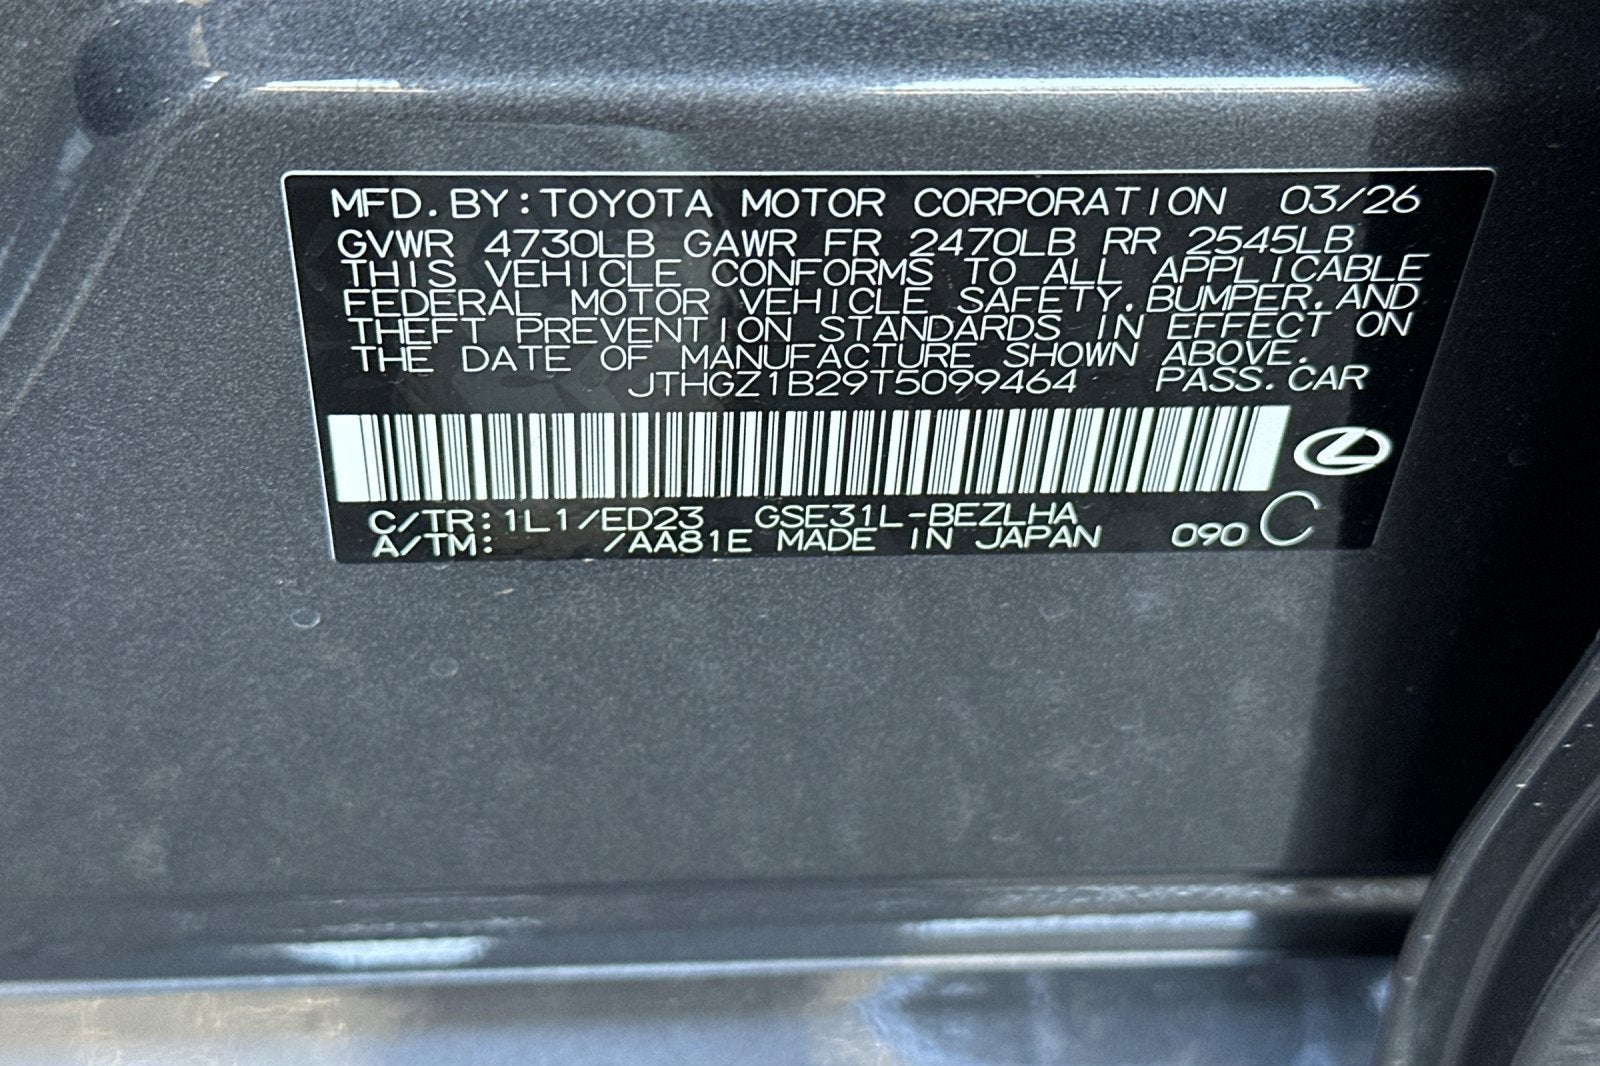 MFD.BY:TOYOTA MOTOR CORPORATION 03/26
GVWR 4730LB GAWR FR 2470LB RR 2545LB
THIS VEHICLE CONFORMS TO ALL APPLICABLE
FEDERAL MOTOR VEHICLE SAFETY,BUMPER,AND
THEFT PREVENTION STANDARDS IN EFFECT ON
THE DATE OF MANUFACTURE SHOWN ABOVE.
JTHGZ1B29T5099464 PASS.CAR
C/TR:1L1/ED23 GSE31L-BEZLHA
A/TM: /AA81E MADE IN JAPAN 090 C